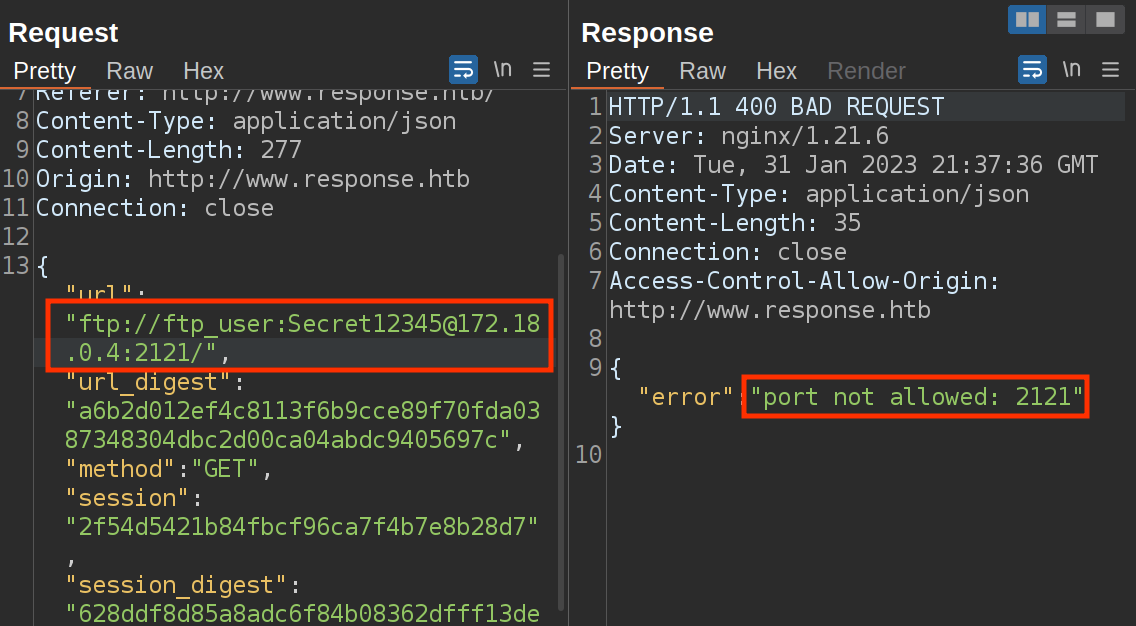 Request
Pretty Raw Hex \n
7 Referer: http://www.response.htb/
8 Content-Type: application/json
9 Content-Length: 277
10 Origin: http://www.response.htb
11 Connection: close
12
13 {
"url":
"ftp://ftp_user:Secret12345@172.18
.0.4:2121/",
"url_digest":
"a6b2d012ef4c8113f6b9cce89f70fda03
87348304dbc2d00ca04abdc9405697c",
"method":"GET",
"session":
"2f54d5421b84fbcf96ca7f4b7e8b28d7"
,
"session_digest":
"628ddf8d85a8adc6f84b08362dfff13de
Response
Pretty Raw Hex Render \n
1 HTTP/1.1 400 BAD REQUEST
2 Server: nginx/1.21.6
3 Date: Tue, 31 Jan 2023 21:37:36 GMT
4 Content-Type: application/json
5 Content-Length: 35
6 Connection: close
7 Access-Control-Allow-Origin:
http://www.response.htb
8
9 {
"error":"port not allowed: 2121"
}
10